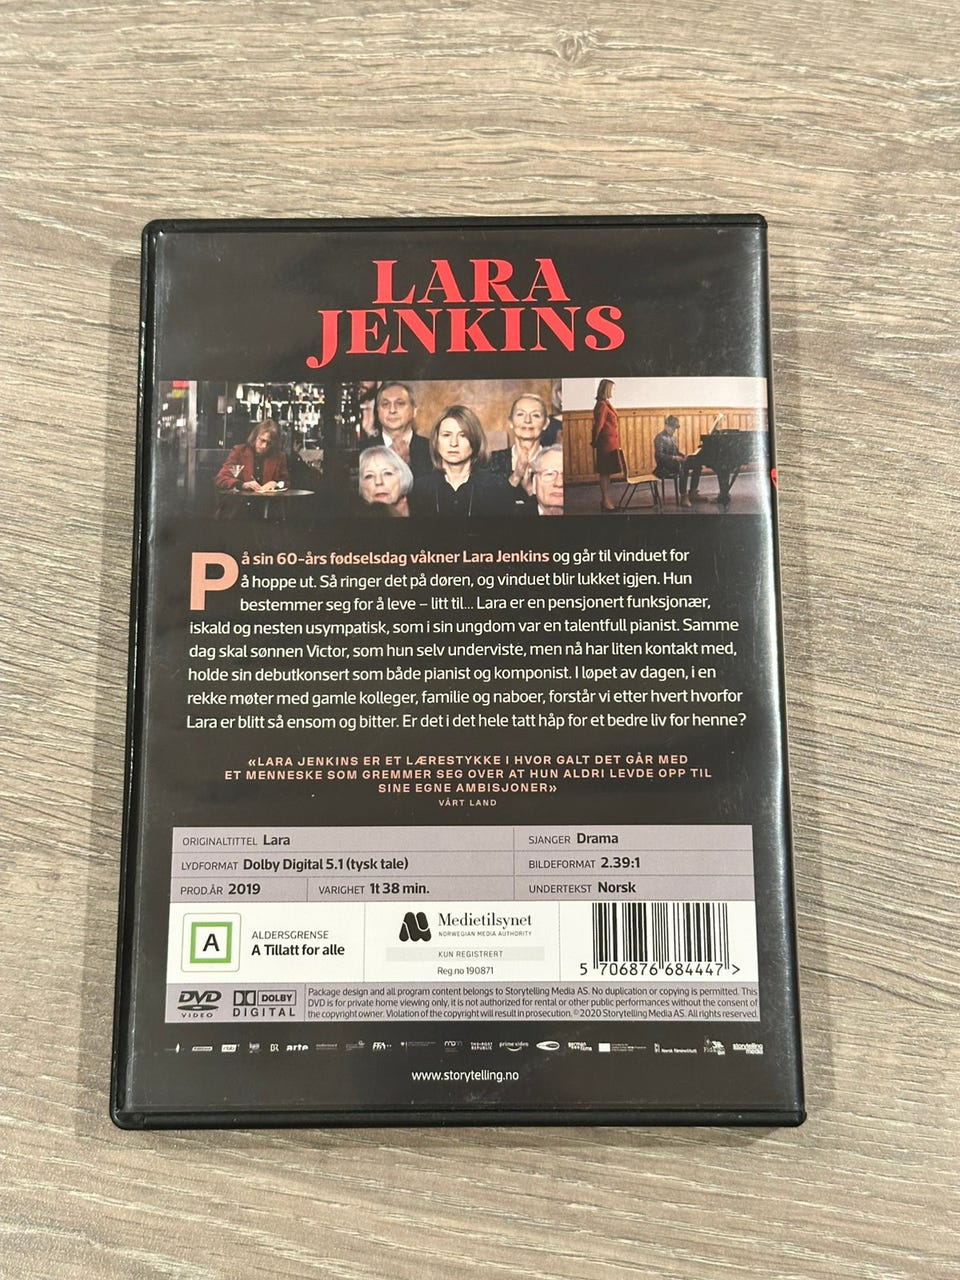 LARA
JENKINS
På sin 60-års fødselsdag våkner Lara Jenkins og går til vinduet for
å hoppe ut. Så ringer det på døren, og vinduet blir lukket igjen. Hun
bestemmer seg for å leve – litt til... Lara er en pensjonert funksjonær,
iskald og nesten usympatisk, som i sin ungdom var en talentfull pianist. Samme
dag skal sønnen Victor, som hun selv underviste, men nå har liten kontakt med,
holde sin debutkonsert som både pianist og komponist. I løpet av dagen, i en
rekke møter med gamle kolleger, familie og naboer, forstår vi etter hvert hvorfor
Lara er blitt så ensom og bitter. Er det i det hele tatt håp for et bedre liv for henne?
«LARA JENKINS ER ET LÆRESTYKKE I HVOR GALT DET GÅR MED
ET MENNESKE SOM GREMMER SEG OVER AT HUN ALDRI LEVDE OPP TIL
SINE EGNE AMBISJONER»
VÅRT LAND
ORIGINALTITTEL Lara SJANGER Drama
LYDFORMAT Dolby Digital 5.1 (tysk tale) BILDEFORMAT 2.39:1
PROD.ÅR 2019 VARIGHET 1t 38 min. UNDERTEKST Norsk
A
ALDERSGRENSE
A Tillatt for alle
Medietilsynet
NORWEGIAN MEDIA AUTHORITY
KUN REGISTRERT
Reg.no 190871
5 706876 684447 >
DVD
VIDEO
DOLBY
DIGITAL
Package design and all program content belongs to Storytelling Media AS. No duplication or copying is permitted. This
DVD is for private home viewing only, it is not authorized for rental or other public performances without the consent of
the copyright owner. Violation of the copyright will result in prosecution. © 2020 Storytelling Media AS. All rights reserved.
BR arte FFA THE POST REPUBLIC prime video german films Norsk filminstitutt storytelling media
www.storytelling.no